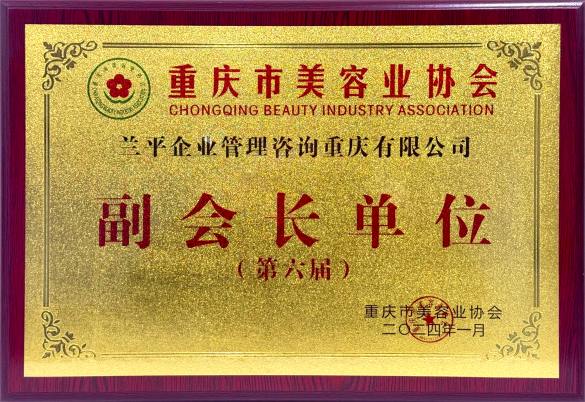 重庆市美容业协会
CHONGQING BEAUTY INDUSTRY ASSOCIATION
兰平企业管理咨询重庆有限公司
副会长单位
（第六届）
重庆市美容业协会
二〇二四年一月